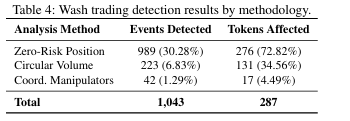 Table 4: Wash trading detection results by methodology.
Analysis Method Events Detected Tokens Affected
Zero-Risk Position 989 (30.28%) 276 (72.82%)
Circular Volume 223 (6.83%) 131 (34.56%)
Coord. Manipulators 42 (1.29%) 17 (4.49%)
Total 1,043 287